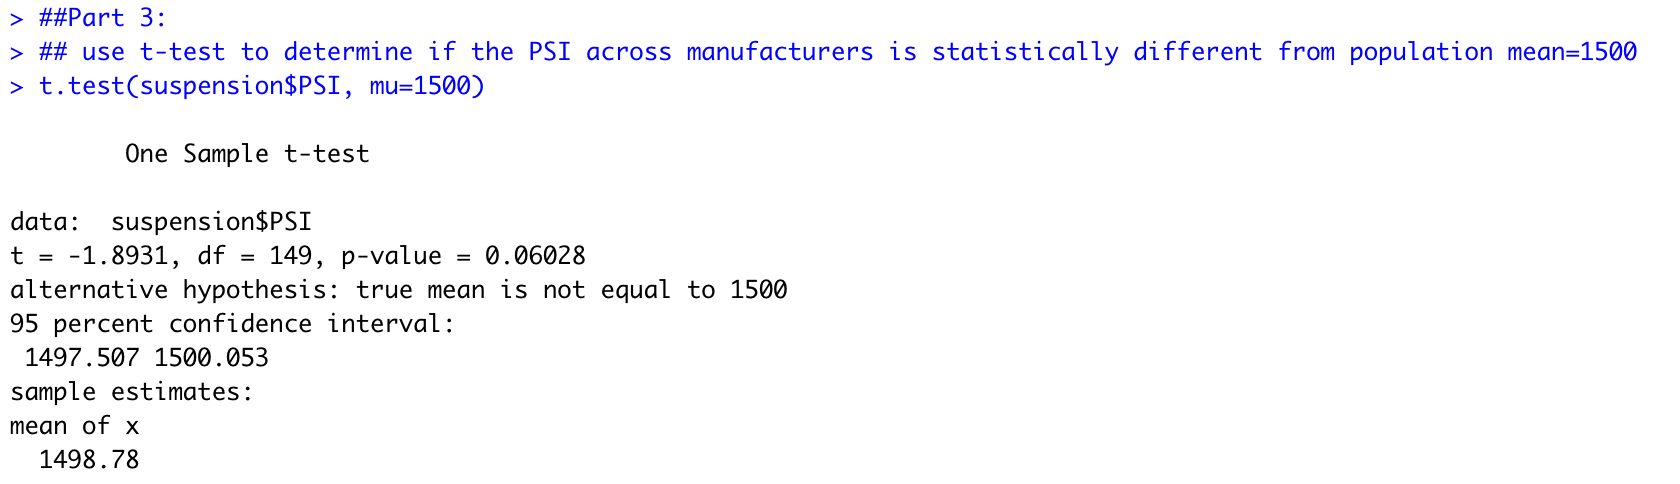 > ##Part 3:
> ## use t-test to determine if the PSI across manufacturers is statistically different from population mean=1500
> t.test(suspension$PSI, mu=1500)
One Sample t-test
data:  suspension$PSI
t = -1.8931, df = 149, p-value = 0.06028
alternative hypothesis: true mean is not equal to 1500
95 percent confidence interval:
 1497.507 1500.053
sample estimates:
mean of x
  1498.78